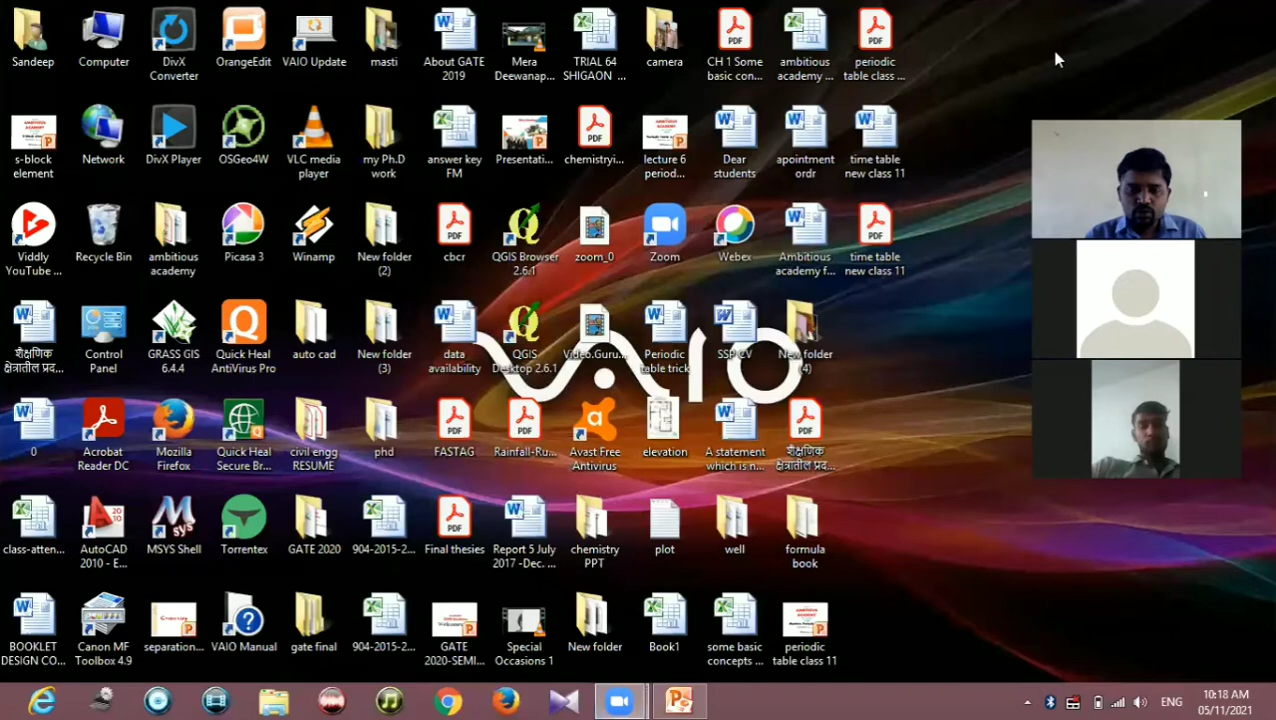 Sandeep
Computer
DivX
Converter
OrangeEdit
VAIO Update
masti
About GATE
2019
Mera
Deewanap...
TRIAL 64
SHIGAON ...
camera
CH 1 Some
basic con...
ambitious
academy ...
periodic
table class ...
s-block
element
Network
DivX Player
OSGeo4W
VLC media
player
my Ph.D
work
answer key
FM
Presentati...
chemistryi...
lecture 6
period...
Dear
students
apointment
ordr
time table
new class 11
Viddly
YouTube ...
Recycle Bin
ambitious
academy
Picasa 3
Winamp
New folder
(2)
cbcr
QGIS Browser
2.6.1
zoom_0
Zoom
Webex
Ambitious
academy f...
time table
new class 11
शैक्षणिक
क्षेत्रातील प्रद...
Control
Panel
GRASS GIS
6.4.4
Quick Heal
AntiVirus Pro
auto cad
New folder
(3)
data
availability
QGIS
Desktop 2.6.1
Video.Guru...
Periodic
table trick
SSP CV
New folder
(4)
VAIO
0
Acrobat
Reader DC
Mozilla
Firefox
Quick Heal
Secure Br...
civil engg
RESUME
phd
FASTAG
Rainfall-Ru...
Avast Free
Antivirus
elevation
A statement
which is n...
शैक्षणिक
क्षेत्रातील प्रद...
class-atten...
AutoCAD
2010 - E...
MSYS Shell
Torrentex
GATE 2020
904-2015-2...
Final thesies
Report 5 July
2017 -Dec. ...
chemistry
PPT
plot
well
formula
book
BOOKLET
DESIGN CO...
Canon MF
Toolbox 4.9
separation...
VAIO Manual
gate final
904-2015-2...
GATE
2020-SEMI...
Special
Occasions 1
New folder
Book1
some basic
concepts ...
periodic
table class 11
ENG
10:18 AM
05/11/2021